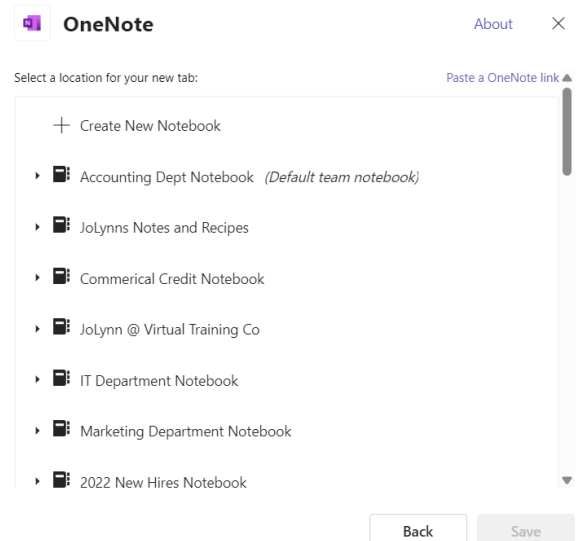 OneNote
About
Select a location for your new tab:
Paste a OneNote link
Create New Notebook
Accounting Dept Notebook (Default team notebook)
JoLynns Notes and Recipes
Commerical Credit Notebook
JoLynn @ Virtual Training Co
IT Department Notebook
Marketing Department Notebook
2022 New Hires Notebook
Back
Save